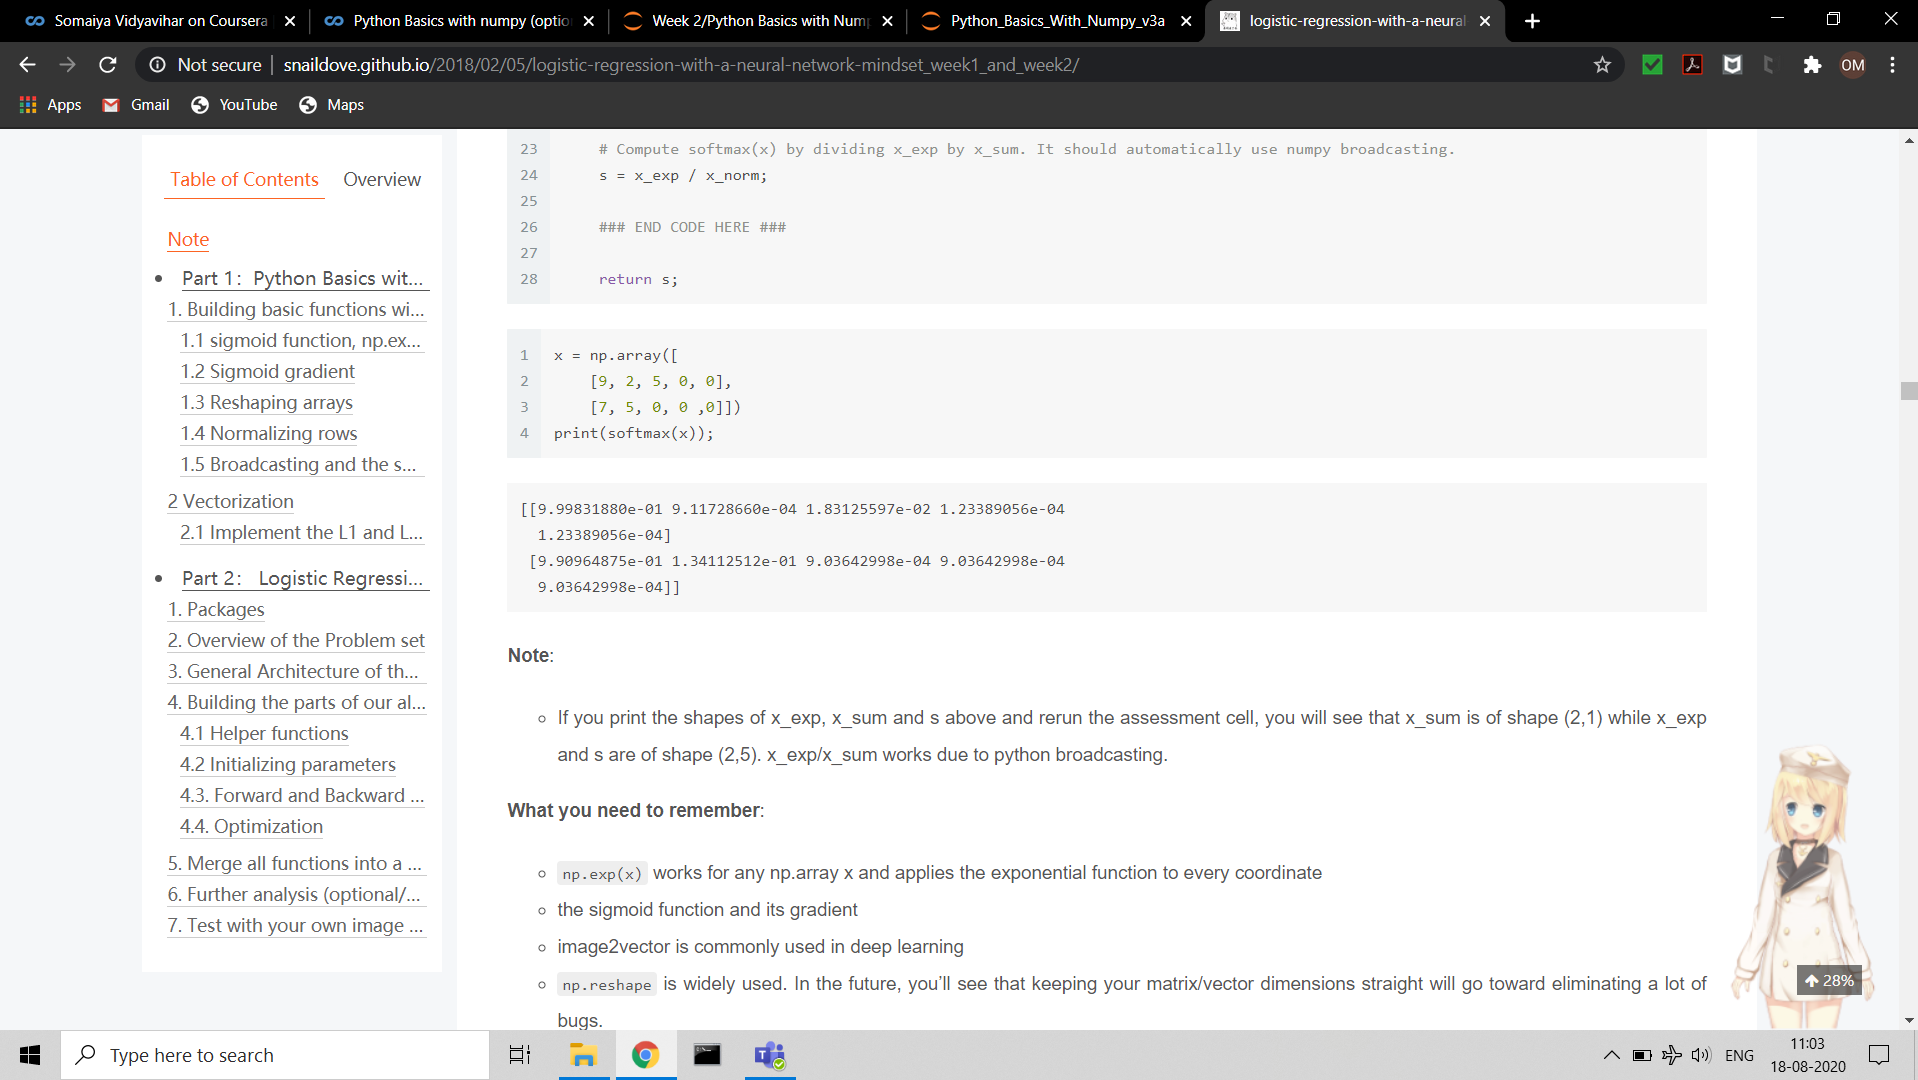 Somaiya Vidyavihar on Coursera
Python Basics with numpy (optio
Week 2/Python Basics with Nump
Python_Basics_With_Numpy_v3a
logistic-regression-with-a-neural
Not secure | snaildove.github.io/2018/02/05/logistic-regression-with-a-neural-network-mindset_week1_and_week2/
OM
Apps Gmail YouTube Maps
Table of Contents Overview
Note
Part 1： Python Basics wit...
1. Building basic functions wi...
1.1 sigmoid function, np.ex...
1.2 Sigmoid gradient
1.3 Reshaping arrays
1.4 Normalizing rows
1.5 Broadcasting and the s...
2 Vectorization
2.1 Implement the L1 and L...
Part 2： Logistic Regressi...
1. Packages
2. Overview of the Problem set
3. General Architecture of th...
4. Building the parts of our al...
4.1 Helper functions
4.2 Initializing parameters
4.3. Forward and Backward ...
4.4. Optimization
5. Merge all functions into a ...
6. Further analysis (optional/...
7. Test with your own image ...
23 # Compute softmax(x) by dividing x_exp by x_sum. It should automatically use numpy broadcasting.
24 s = x_exp / x_norm;
25
26 ### END CODE HERE ###
27
28 return s;
1 x = np.array([
2 [9, 2, 5, 0, 0],
3 [7, 5, 0, 0 ,0]])
4 print(softmax(x));
[[9.99831880e-01 9.11728660e-04 1.83125597e-02 1.23389056e-04
1.23389056e-04]
[9.90964875e-01 1.34112512e-01 9.03642998e-04 9.03642998e-04
9.03642998e-04]]
Note:
If you print the shapes of x_exp, x_sum and s above and rerun the assessment cell, you will see that x_sum is of shape (2,1) while x_exp
and s are of shape (2,5). x_exp/x_sum works due to python broadcasting.
What you need to remember:
np.exp(x) works for any np.array x and applies the exponential function to every coordinate
the sigmoid function and its gradient
image2vector is commonly used in deep learning
np.reshape is widely used. In the future, you’ll see that keeping your matrix/vector dimensions straight will go toward eliminating a lot of
bugs.
28%
Type here to search
ENG
11:03
18-08-2020